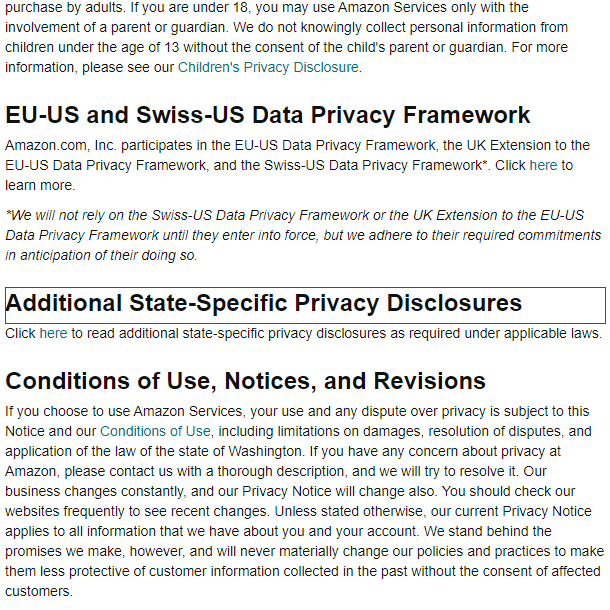 purchase by adults. If you are under 18, you may use Amazon Services only with the
involvement of a parent or guardian. We do not knowingly collect personal information from
children under the age of 13 without the consent of the child's parent or guardian. For more
information, please see our Children's Privacy Disclosure.
EU-US and Swiss-US Data Privacy Framework
Amazon.com, Inc. participates in the EU-US Data Privacy Framework, the UK Extension to the
EU-US Data Privacy Framework, and the Swiss-US Data Privacy Framework*. Click here to
learn more.
*We will not rely on the Swiss-US Data Privacy Framework or the UK Extension to the EU-US
Data Privacy Framework until they enter into force, but we adhere to their required commitments
in anticipation of their doing so.
Additional State-Specific Privacy Disclosures
Click here to read additional state-specific privacy disclosures as required under applicable laws.
Conditions of Use, Notices, and Revisions
If you choose to use Amazon Services, your use and any dispute over privacy is subject to this
Notice and our Conditions of Use, including limitations on damages, resolution of disputes, and
application of the law of the state of Washington. If you have any concern about privacy at
Amazon, please contact us with a thorough description, and we will try to resolve it. Our
business changes constantly, and our Privacy Notice will change also. You should check our
websites frequently to see recent changes. Unless stated otherwise, our current Privacy Notice
applies to all information that we have about you and your account. We stand behind the
promises we make, however, and will never materially change our policies and practices to make
them less protective of customer information collected in the past without the consent of affected
customers.